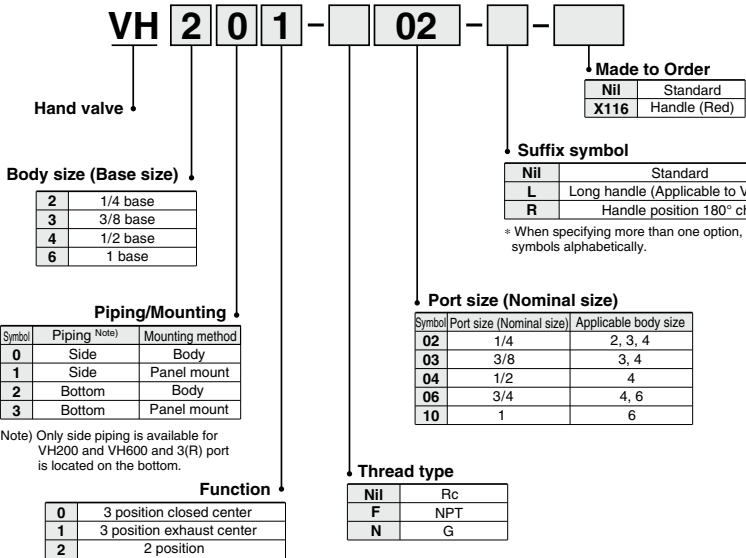 VH 2 0 1 - 02 - -
Hand valve
Made to Order
Nil Standard
X116 Handle (Red)
Suffix symbol
Nil Standard
L Long handle (Applicable to
R Handle position 180°
* When specifying more than one option,
symbols alphabetically.
Body size (Base size)
2 1/4 base
3 3/8 base
4 1/2 base
6 1 base
Piping/Mounting
Symbol Piping Note) Mounting method
0 Side Body
1 Side Panel mount
2 Bottom Body
3 Bottom Panel mount
Note) Only side piping is available for
VH200 and VH600 and 3(R) port
is located on the bottom.
Port size (Nominal size)
Symbol Port size (Nominal size) Applicable body size
02 1/4 2, 3, 4
03 3/8 3, 4
04 1/2 4
06 3/4 4, 6
10 1 6
Function
0 3 position closed center
1 3 position exhaust center
2 2 position
Thread type
Nil Rc
F NPT
N G